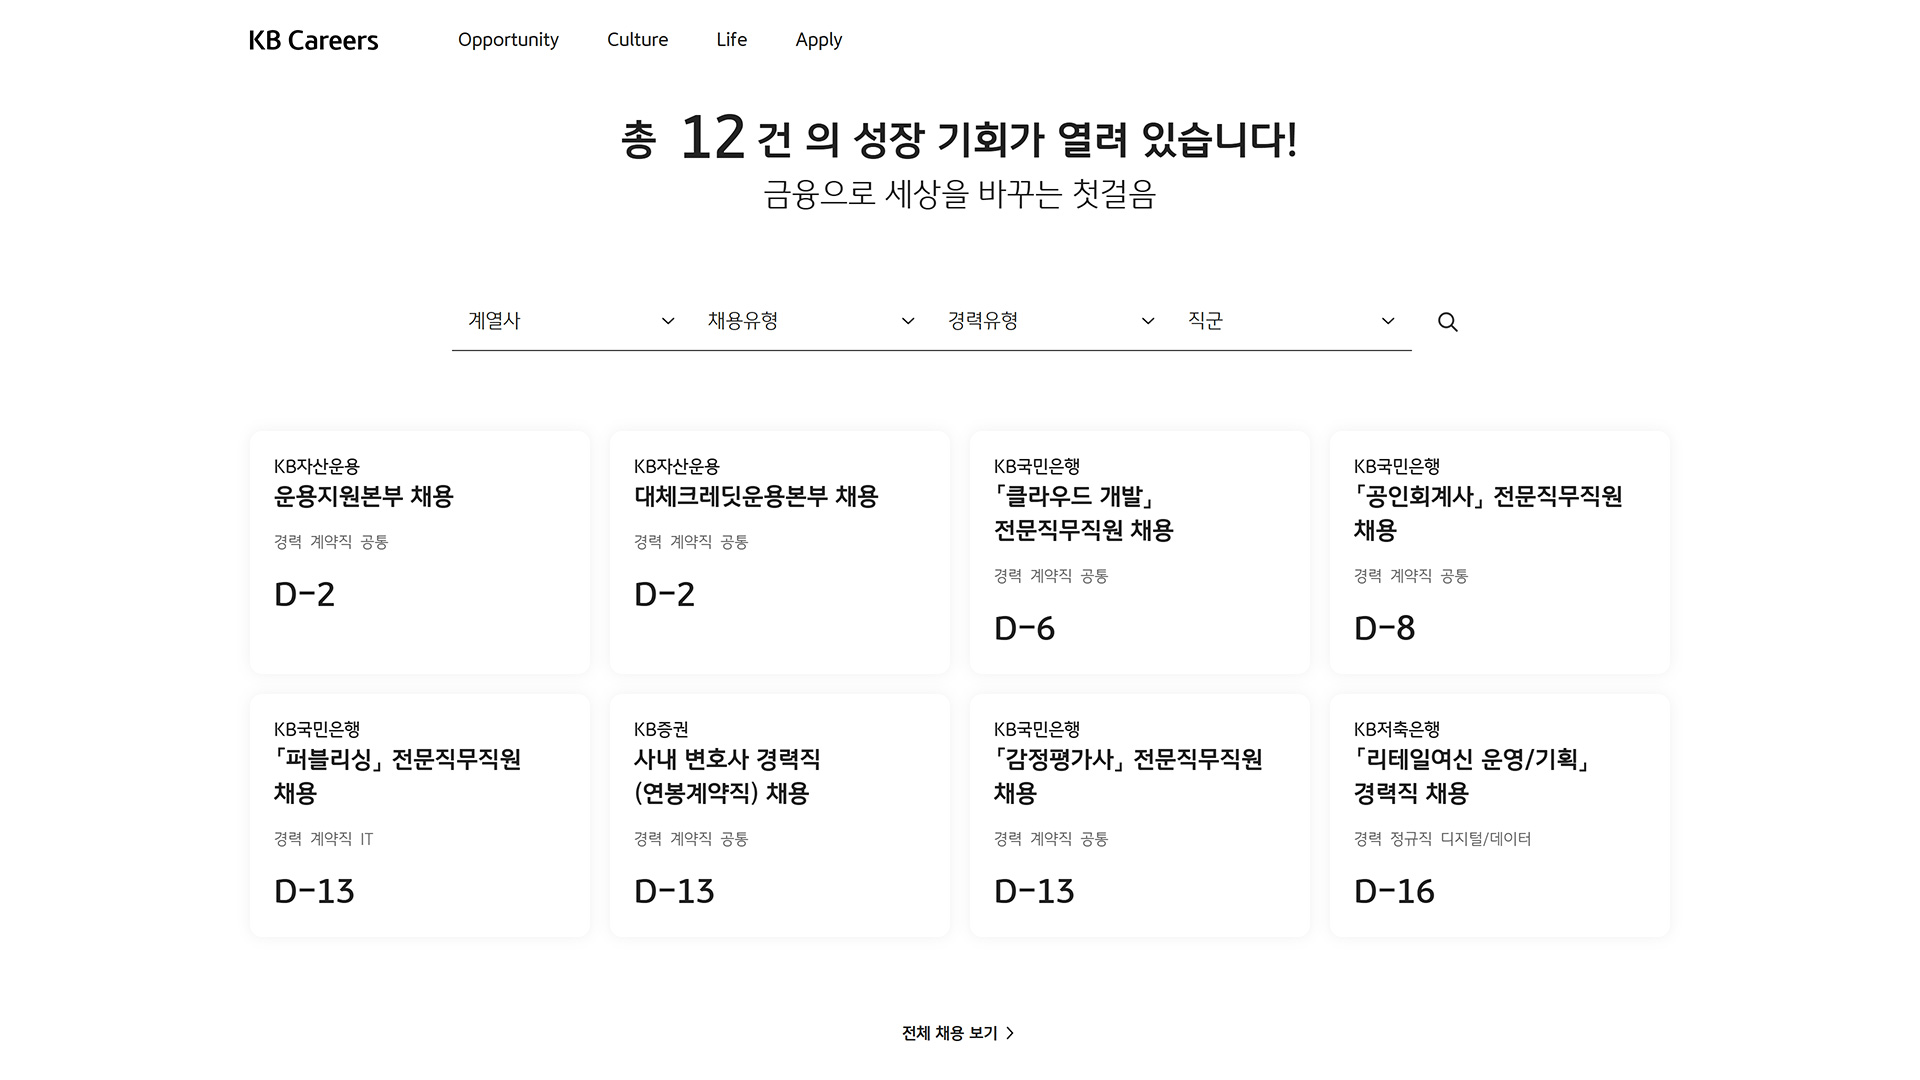 KB Careers Opportunity Culture Life Apply
총 12 건 의 성장 기회가 열려 있습니다!
금융으로 세상을 바꾸는 첫걸음
계열사 채용유형 경력유형 직군
KB자산운용
운용지원본부 채용
경력 계약직 공통
D-2
KB자산운용
대체크레딧운용본부 채용
경력 계약직 공통
D-2
KB국민은행
「클라우드 개발」
전문직무직원 채용
경력 계약직 공통
D-6
KB국민은행
「공인회계사」 전문직무직원
채용
경력 계약직 공통
D-8
KB국민은행
「퍼블리싱」 전문직무직원
채용
경력 계약직 IT
D-13
KB증권
사내 변호사 경력직
(연봉계약직) 채용
경력 계약직 공통
D-13
KB국민은행
「감정평가사」 전문직무직원
채용
경력 계약직 공통
D-13
KB저축은행
「리테일여신 운영/기획」
경력직 채용
경력 정규직 디지털/데이터
D-16
전체 채용 보기